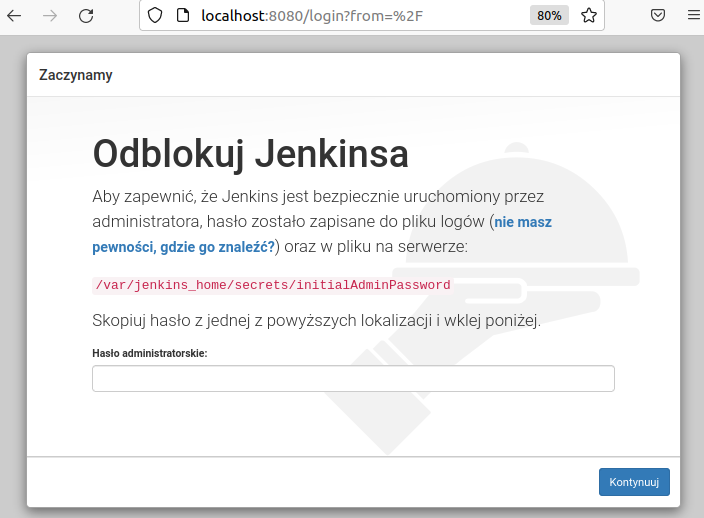 localhost:8080/login?from=%2F
80%
Zaczynamy
Odblokuj Jenkinsa
Aby zapewnić, że Jenkins jest bezpiecznie uruchomiony przez
administratora, hasło zostało zapisane do pliku logów (nie masz
pewności, gdzie go znaleźć?) oraz w pliku na serwerze:
/var/jenkins_home/secrets/initialAdminPassword
Skopiuj hasło z jednej z powyższych lokalizacji i wklej poniżej.
Hasło administratorskie:
Kontynuuj